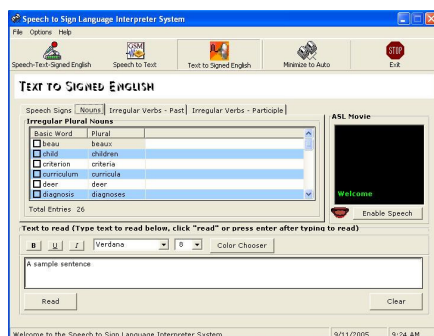 Speech to Sign Language Interpreter System
File Options Help
GSM
STOP
Speech-Text-Signed English Speech to Text Text to Signed English Minimize to Auto Exit
TEXT TO SIGNED ENGLISH
Speech Signs Nouns Irregular Verbs - Past Irregular Verbs - Participle
Irregular Plural Nouns
Basic Word Plural
beau beaux
child children
criterion criteria
curriculum curricula
deer deer
diagnosis diagnoses
Total Entries 26
ASL Movie
Welcome
Enable Speech
Text to read (Type text to read below, click "read" or press enter after typing to read)
B U I Verdana 8 Color Chooser
A sample sentence
Read Clear
Welcome to the Speech to Sign Language Interpreter System 9/11/2005 9:24 AM